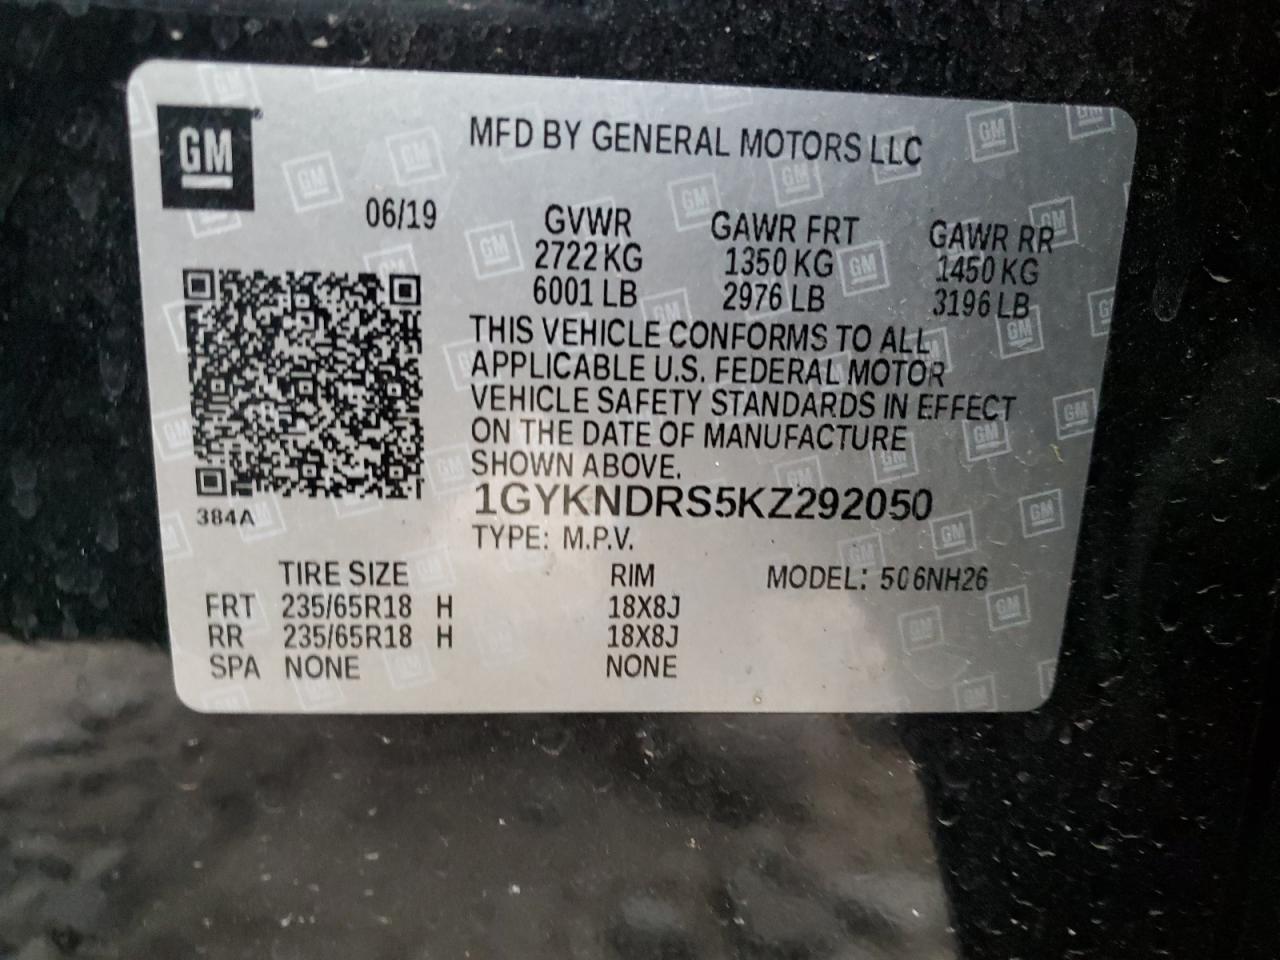 GM
MFD BY GENERAL MOTORS LLC
06/19 GVWR GAWR FRT GAWR RR
2722 KG 1350 KG 1450 KG
6001 LB 2976 LB 3196 LB
THIS VEHICLE CONFORMS TO ALL
APPLICABLE U.S. FEDERAL MOTOR
VEHICLE SAFETY STANDARDS IN EFFECT
ON THE DATE OF MANUFACTURE
SHOWN ABOVE.
384A
1GYKNDRS5KZ292050
TYPE: M.P.V.
TIRE SIZE RIM MODEL: 506NH26
FRT 235/65R18 H 18X8J
RR 235/65R18 H 18X8J
SPA NONE NONE